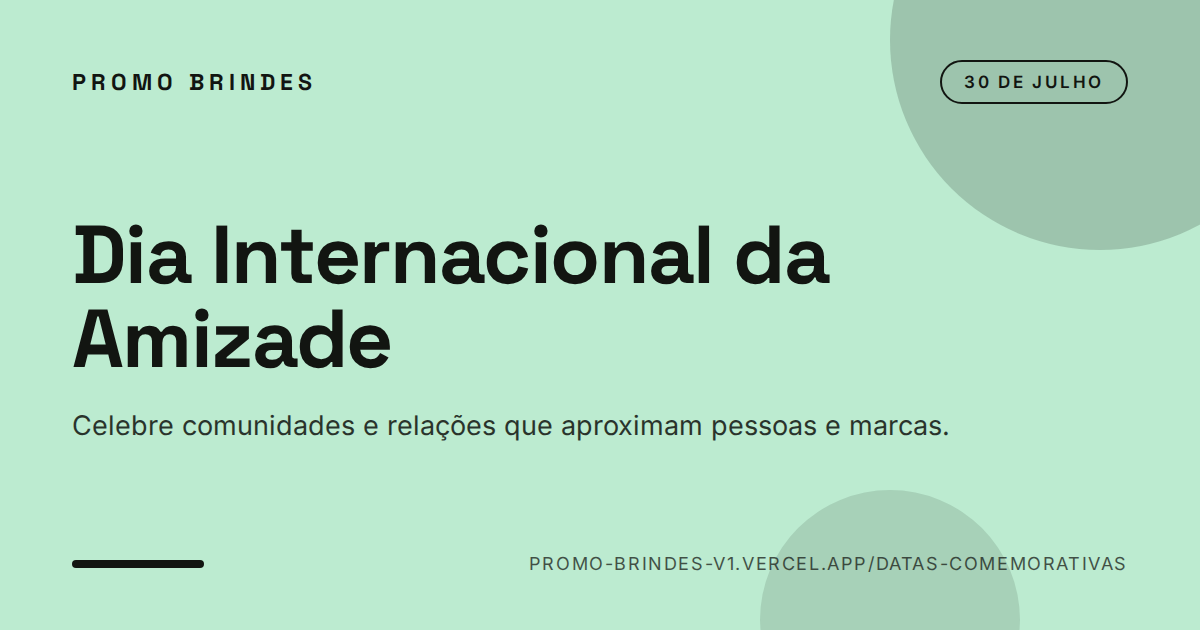 PROMO BRINDES
30 DE JULHO
Dia Internacional da
Amizade
Celebre comunidades e relações que aproximam pessoas e marcas.
PROMO-BRINDES-V1.VERCEL.APP/DATAS-COMEMORATIVAS